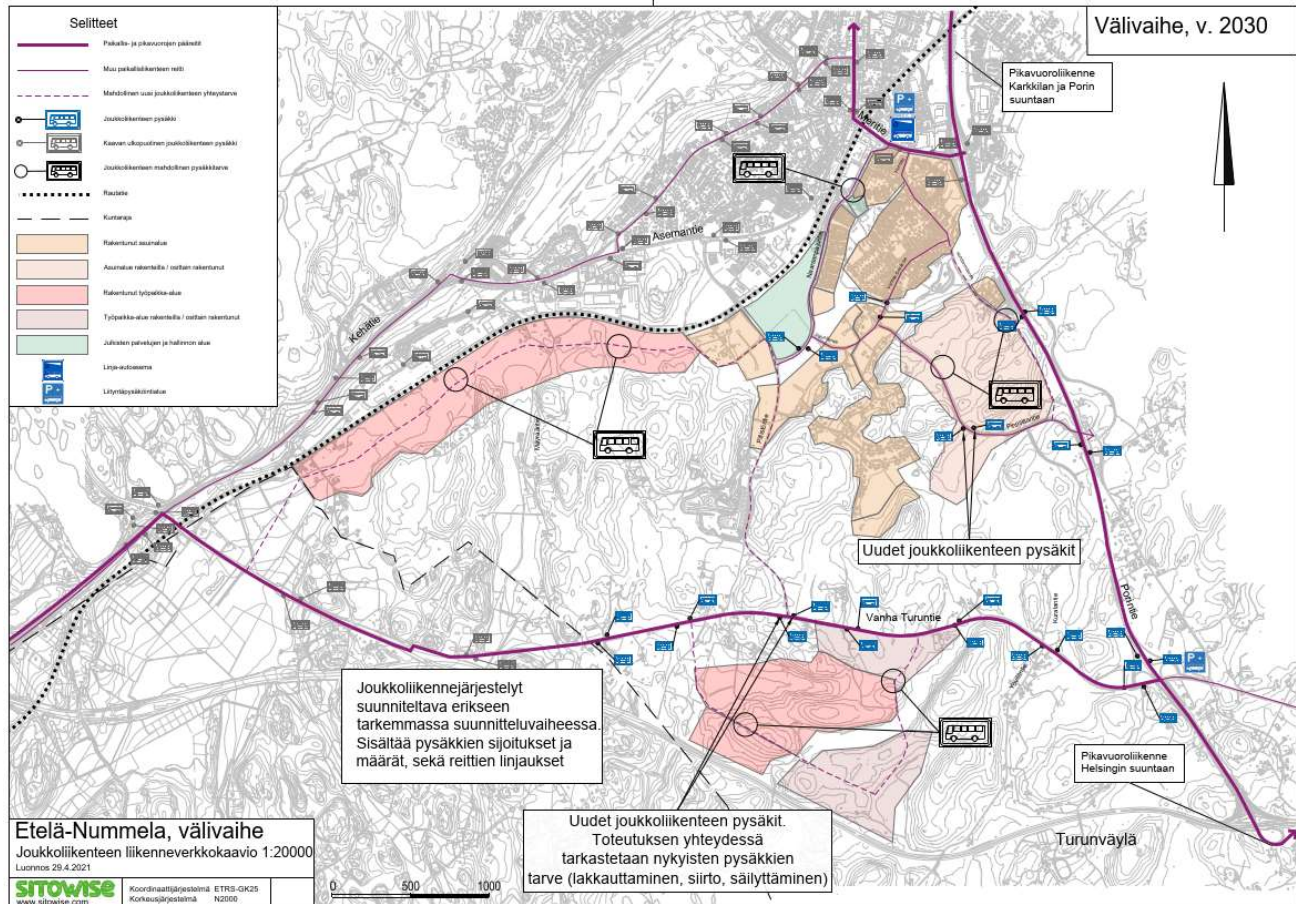 Selitteet
Paikallis- ja pikavuorojen pääreitit
Muu paikallisliikenteen reitti
Mahdollinen uusi joukkoliikenteen yhteystarve
Joukkoliikenteen pysäkki
Kaavan ulkopuolinen joukkoliikenteen pysäkki
Joukkoliikenteen mahdollinen pysäkkitarve
Rautatie
Kuntaraja
Rakentunut asuinalue
Asuinalue rakenteilla / osittain rakentunut
Rakentunut työpaikka-alue
Työpaikka-alue rakenteilla / osittain rakentunut
Julkisten palvelujen ja hallinnon alue
Linja-autoasema
Liityntäpysäköintialue
Välivaihe, v. 2030
Pikavuoroliikenne
Karkkilan ja Porin
suuntaan
Meritie
Asemantie
Kehätie
Uudet joukkoliikenteen pysäkit
Porintie
Vanha Turuntie
Joukkoliikennejärjestelyt
suunniteltava erikseen
tarkemmassa suunnitteluvaiheessa.
Sisältää pysäkkien sijoitukset ja
määrät, sekä reittien linjaukset
Pikavuoroliikenne
Helsingin suuntaan
Uudet joukkoliikenteen pysäkit.
Toteutuksen yhteydessä
tarkastetaan nykyisten pysäkkien
tarve (lakkauttaminen, siirto, säilyttäminen)
Turunväylä
Etelä-Nummela, välivaihe
Joukkoliikenteen liikenneverkkokaavio 1:20000
Luonnos 29.4.2021
SITOWISE
www.sitowise.com
Koordinaattijärjestelmä ETRS-GK25
Korkeusjärjestelmä N2000
0 500 1000